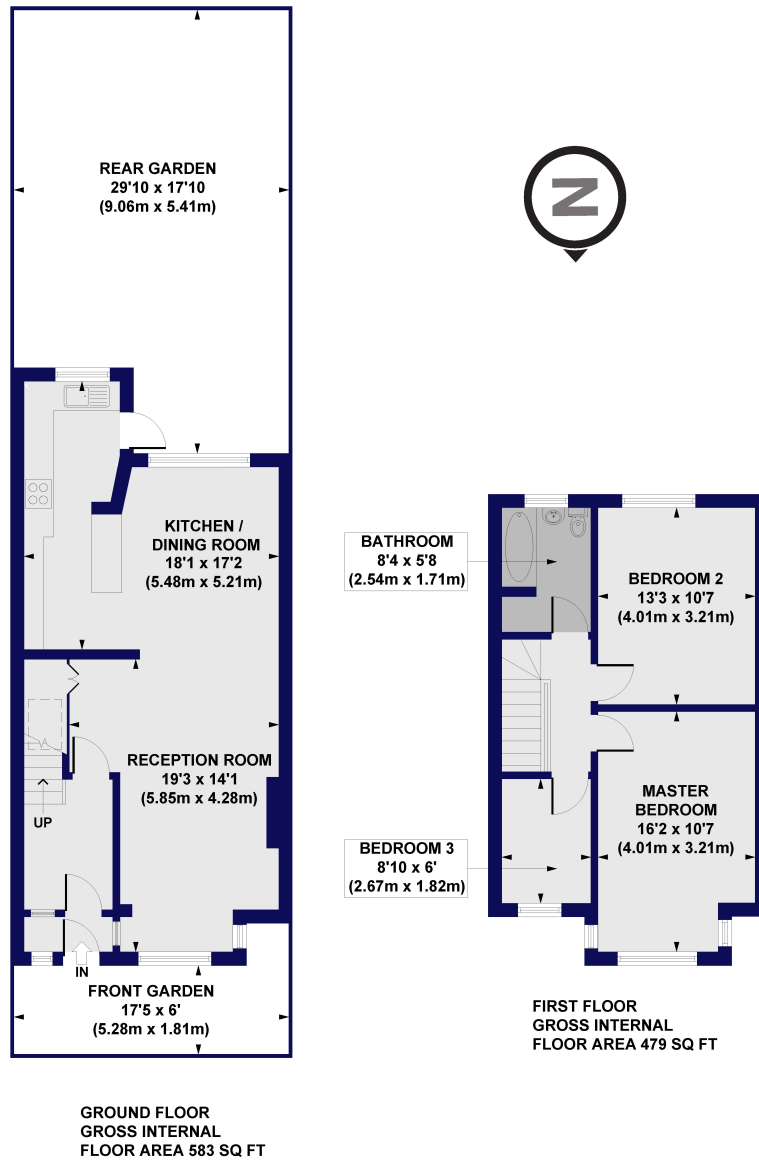 REAR GARDEN
29'10 x 17'10
(9.06m x 5.41m)
N
KITCHEN /
DINING ROOM
18'1 x 17'2
(5.48m x 5.21m)
RECEPTION ROOM
19'3 x 14'1
(5.85m x 4.28m)
UP
IN
FRONT GARDEN
17'5 x 6'
(5.28m x 1.81m)
GROUND FLOOR
GROSS INTERNAL
FLOOR AREA 583 SQ FT
BATHROOM
8'4 x 5'8
(2.54m x 1.71m)
BEDROOM 2
13'3 x 10'7
(4.01m x 3.21m)
MASTER
BEDROOM
16'2 x 10'7
(4.01m x 3.21m)
BEDROOM 3
8'10 x 6'
(2.67m x 1.82m)
FIRST FLOOR
GROSS INTERNAL
FLOOR AREA 479 SQ FT